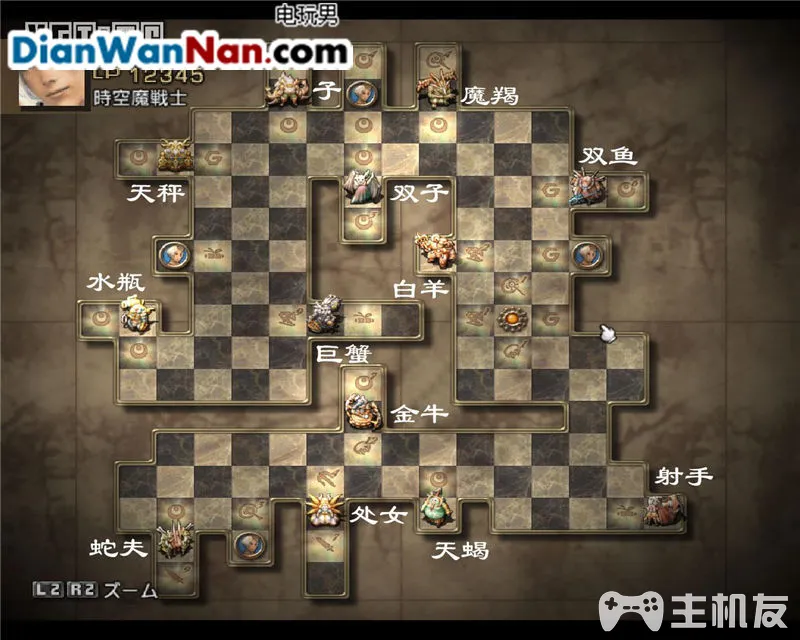 电玩男
DianWanNan.com
LP 12345
時空魔戦士
子
魔羯
双鱼
天秤
双子
水瓶
白羊
巨蟹
金牛
射手
蛇夫
处女
天蝎
L2 R2 ズーム
主机友